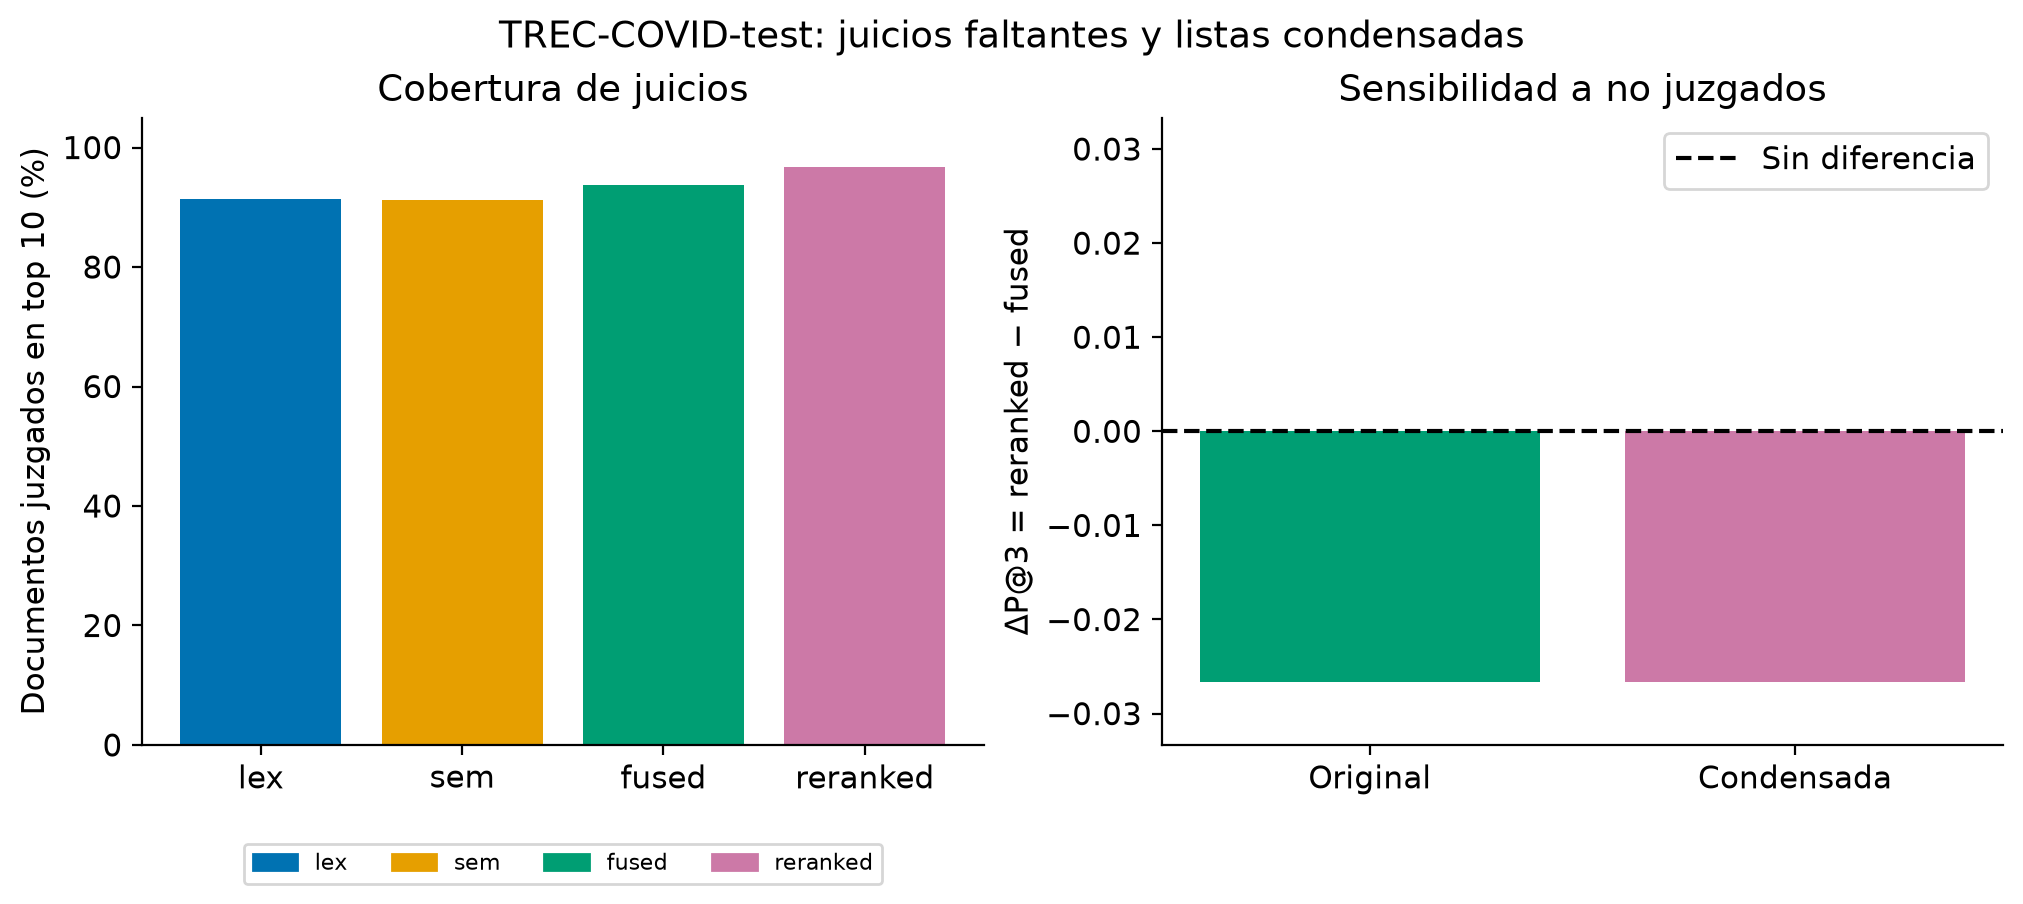 TREC-COVID-test: juicios faltantes y listas condensadas
Cobertura de juicios
Documentos juzgados en top 10 (%)
100
80
60
40
20
0
lex
sem
fused
reranked
lex
sem
fused
reranked
Sensibilidad a no juzgados
ΔP@3 = reranked − fused
0.03
0.02
0.01
0.00
−0.01
−0.02
−0.03
Sin diferencia
Original
Condensada